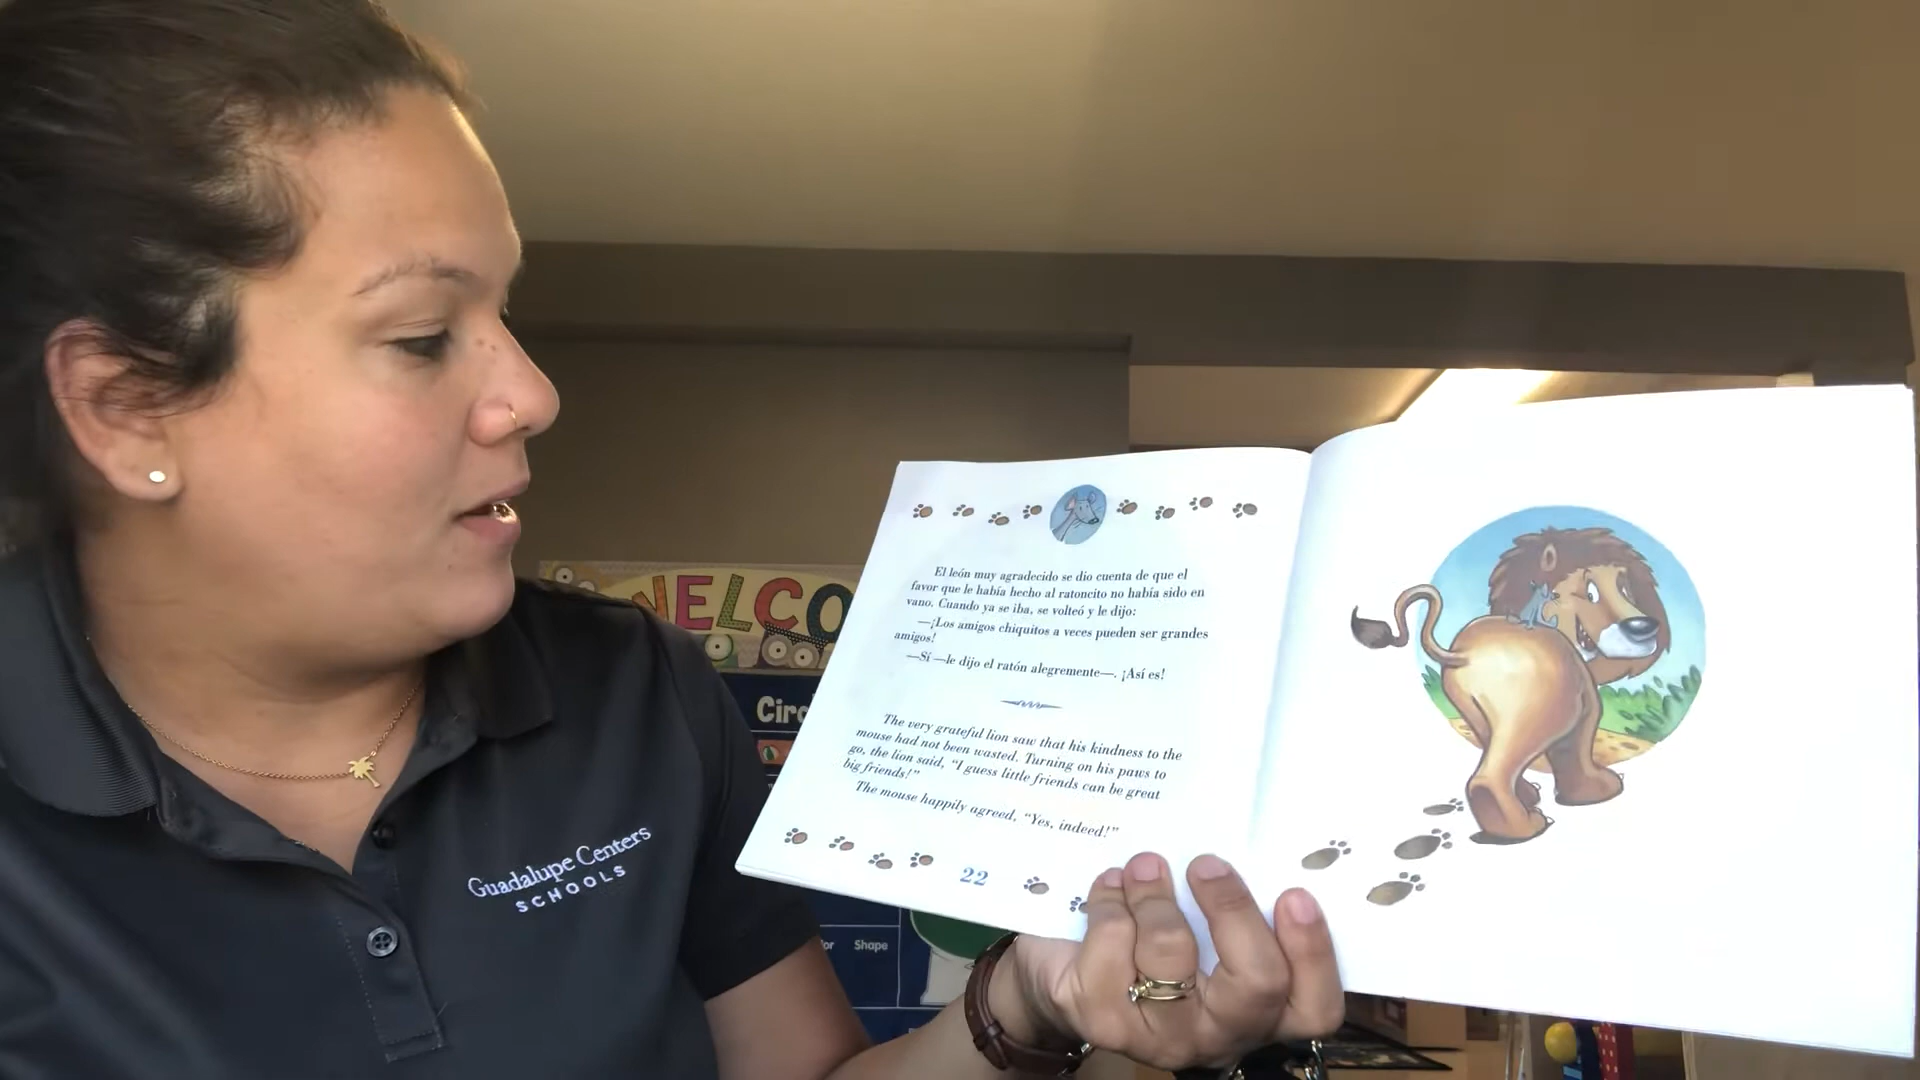 WELCO
Circ
or Shape
Guadalupe Centers
SCHOOLS
El león muy agradecido se dio cuenta de que el
favor que le había hecho al ratoncito no había sido en
vano. Cuando ya se iba, se volteó y le dijo:
—¡Los amigos chiquitos a veces pueden ser grandes
amigos!
—Sí —le dijo el ratón alegremente—. ¡Así es!
The very grateful lion saw that his kindness to the
mouse had not been wasted. Turning on his paws to
go, the lion said, “I guess little friends can be great
big friends!”
The mouse happily agreed, “Yes, indeed!”
22